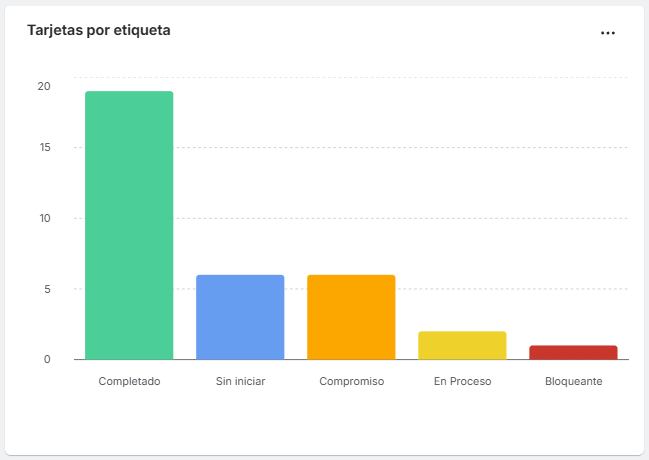 Tarjetas por etiqueta
20
15
10
5
0
Completado
Sin iniciar
Compromiso
En Proceso
Bloqueante